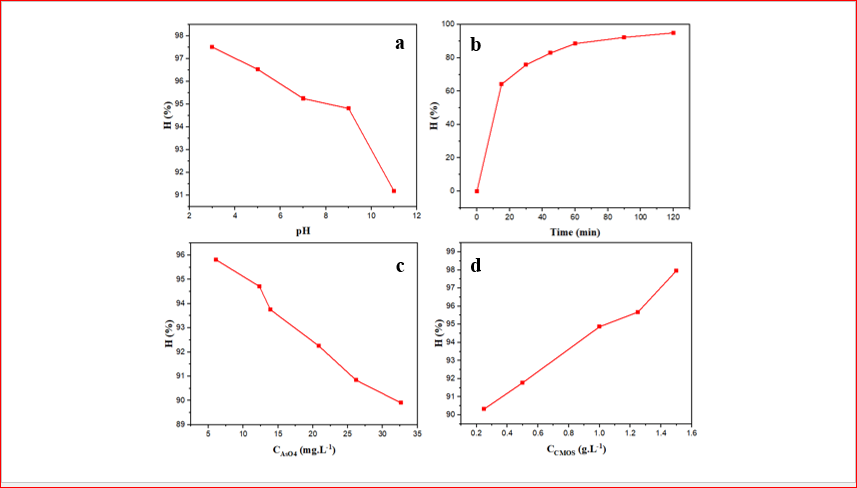 a
98
97
96
95
94
93
92
91
H (%)
2 4 6 8 10 12
pH
b
100
80
60
40
20
0
H (%)
0 20 40 60 80 100 120
Time (min)
c
96
95
94
93
92
91
90
89
H (%)
5 10 15 20 25 30 35
C_AsO4 (mg.L⁻¹)
d
99
98
97
96
95
94
93
92
91
90
H (%)
0.2 0.4 0.6 0.8 1.0 1.2 1.4 1.6
C_CMOS (g.L⁻¹)